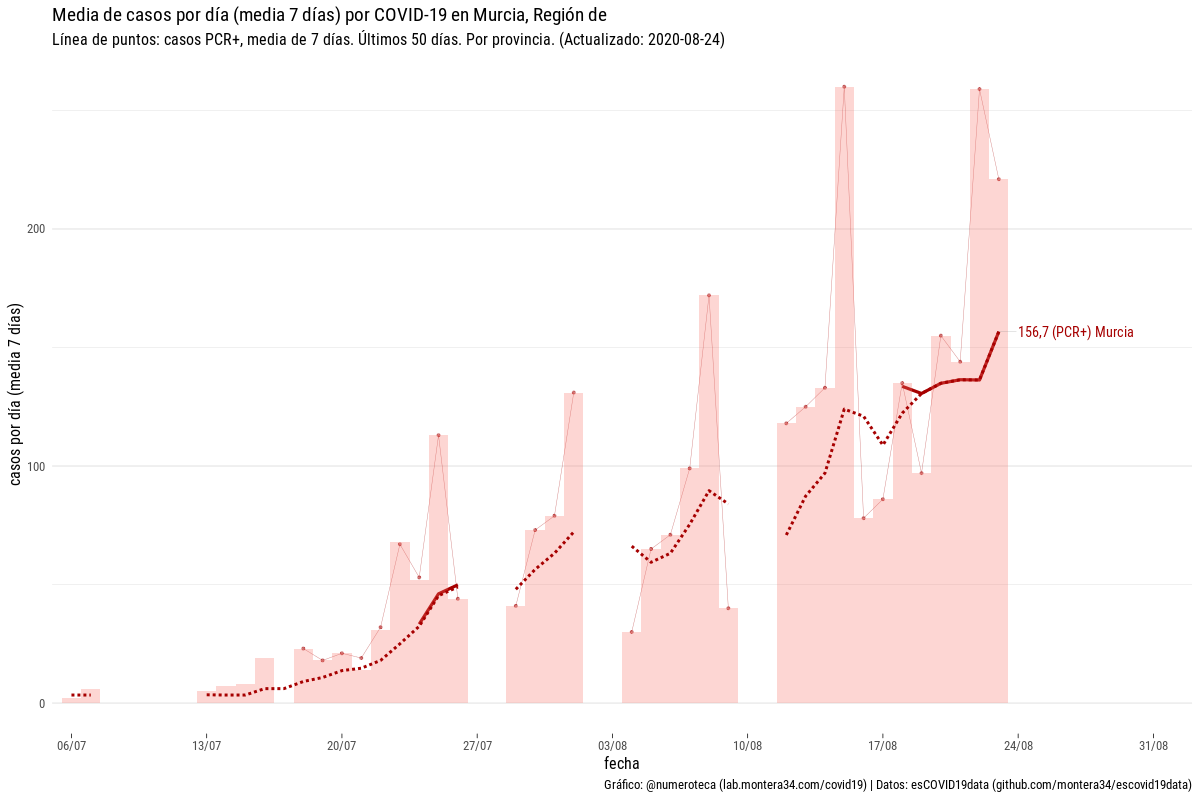 Media de casos por día (media 7 días) por COVID-19 en Murcia, Región de
Línea de puntos: casos PCR+, media de 7 días. Últimos 50 días. Por provincia. (Actualizado: 2020-08-24)
casos por día (media 7 días)
200
100
0
156,7 (PCR+) Murcia
06/07
13/07
20/07
27/07
03/08
10/08
17/08
24/08
31/08
fecha
Gráfico: @numeroteca (lab.montera34.com/covid19) | Datos: esCOVID19data (github.com/montera34/escovid19data)